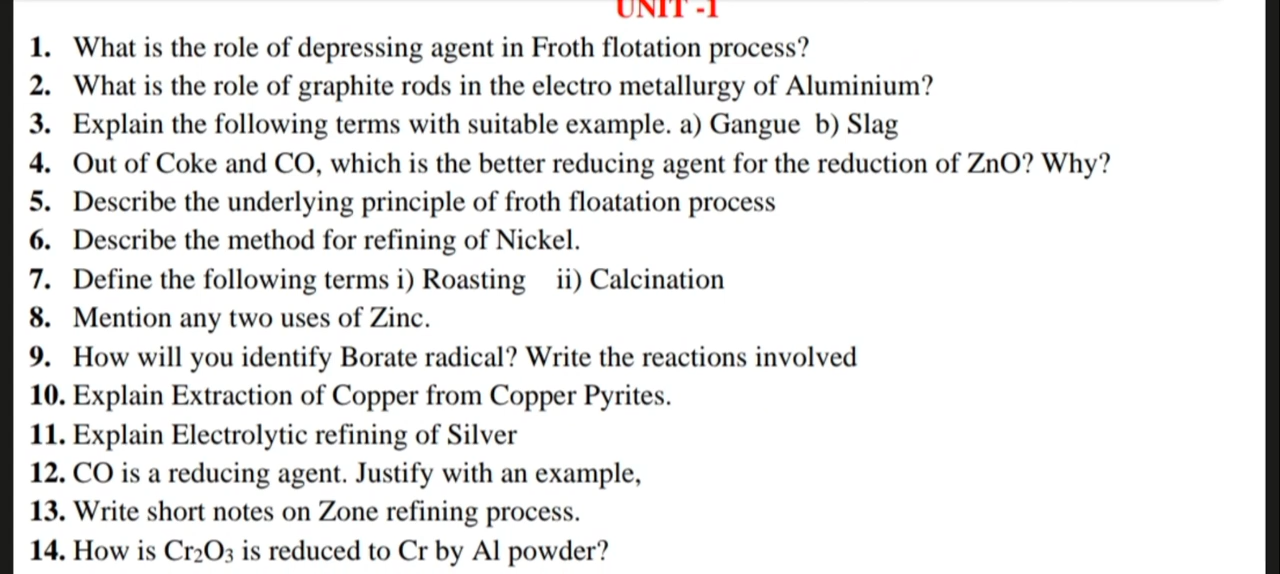 UNIT -1
1. What is the role of depressing agent in Froth flotation process?
2. What is the role of graphite rods in the electro metallurgy of Aluminium?
3. Explain the following terms with suitable example. a) Gangue b) Slag
4. Out of Coke and CO, which is the better reducing agent for the reduction of ZnO? Why?
5. Describe the underlying principle of froth floatation process
6. Describe the method for refining of Nickel.
7. Define the following terms i) Roasting ii) Calcination
8. Mention any two uses of Zinc.
9. How will you identify Borate radical? Write the reactions involved
10. Explain Extraction of Copper from Copper Pyrites.
11. Explain Electrolytic refining of Silver
12. CO is a reducing agent. Justify with an example,
13. Write short notes on Zone refining process.
14. How is Cr₂O₃ is reduced to Cr by Al powder?